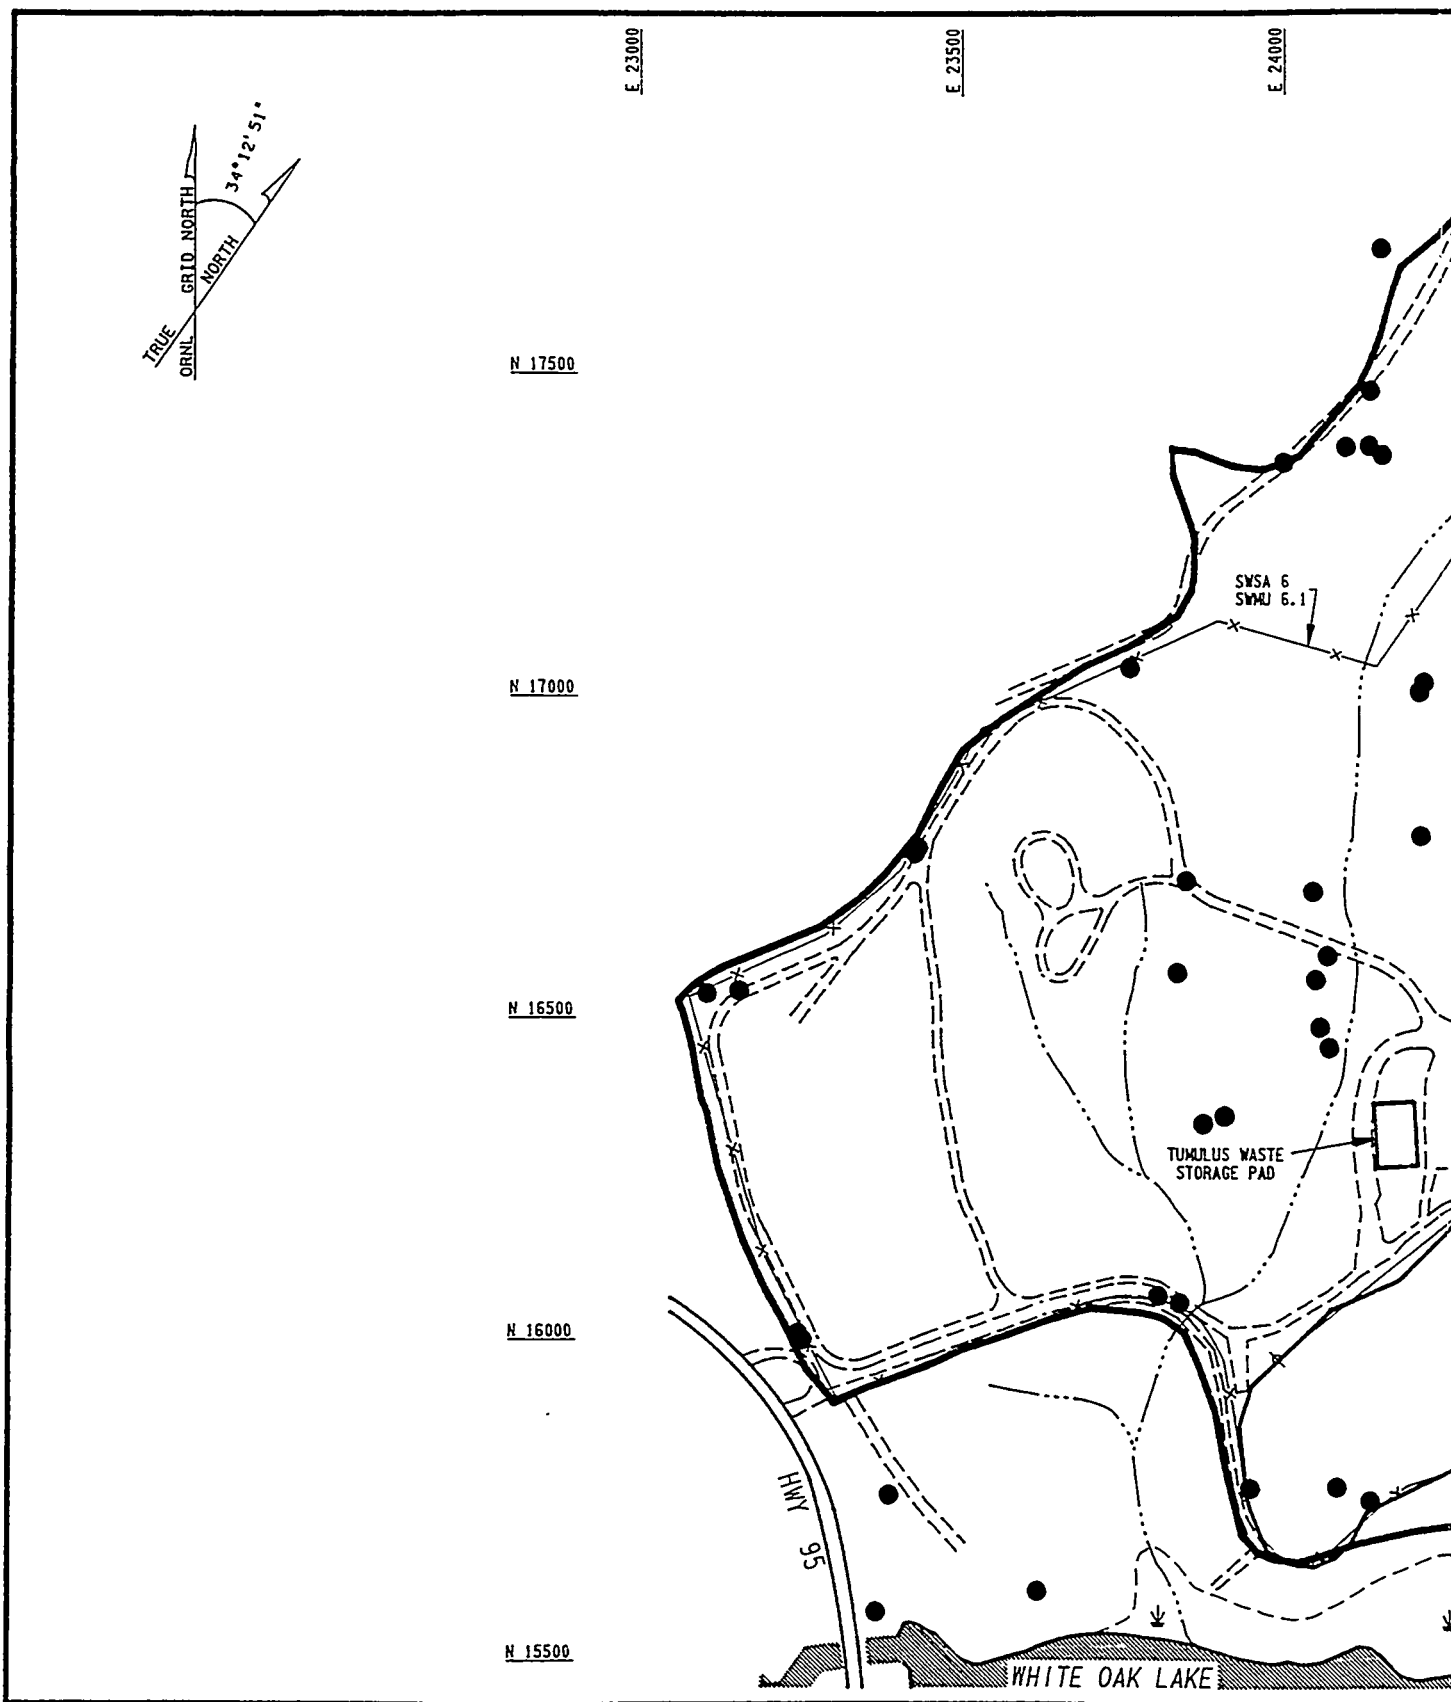 E 23000
E 23500
E 24000
34°12'51"
ORNL GRID NORTH
TRUE NORTH
N 17500
SWSA 6
SWMU 6.1
N 17000
N 16500
TUMULUS WASTE
STORAGE PAD
N 16000
HWY 95
N 15500
WHITE OAK LAKE